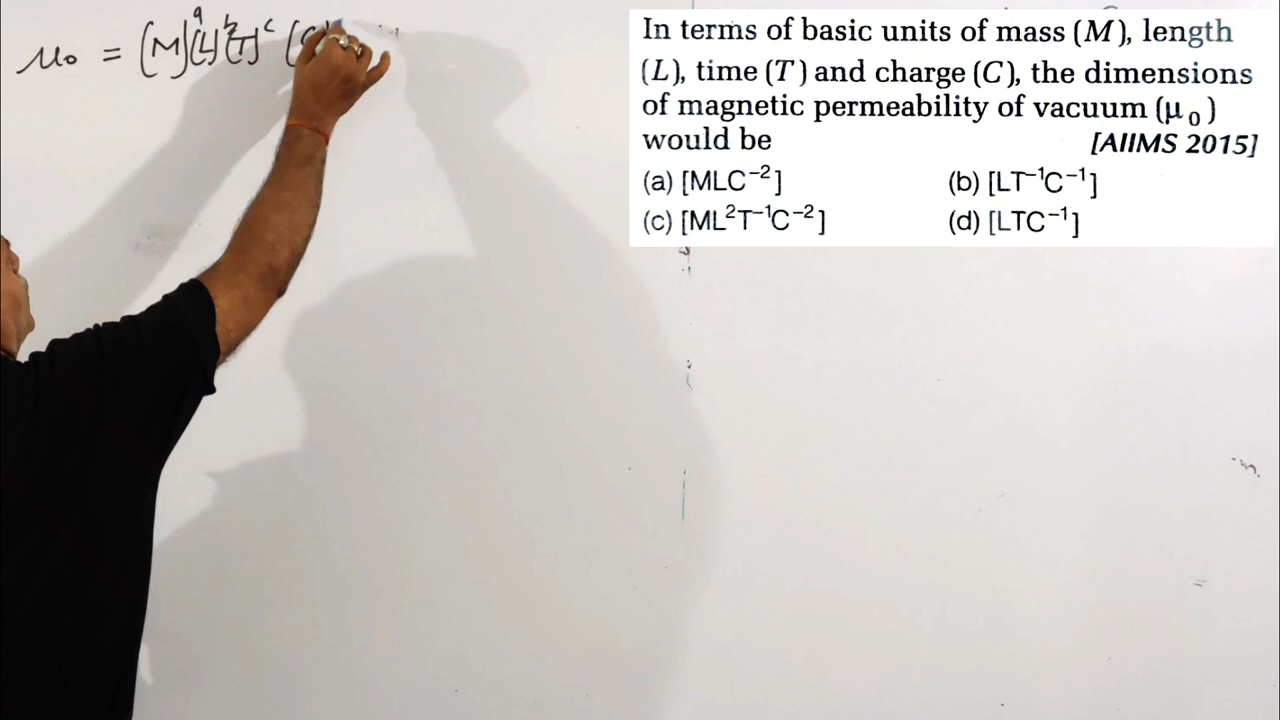 μ₀ = (M)ᵃ(L)ᵇ(T)ᶜ (C
In terms of basic units of mass (M), length
(L), time (T) and charge (C), the dimensions
of magnetic permeability of vacuum (μ₀)
would be [AIIMS 2015]
(a) [MLC⁻²] (b) [LT⁻¹C⁻¹]
(c) [ML²T⁻¹C⁻²] (d) [LTC⁻¹]